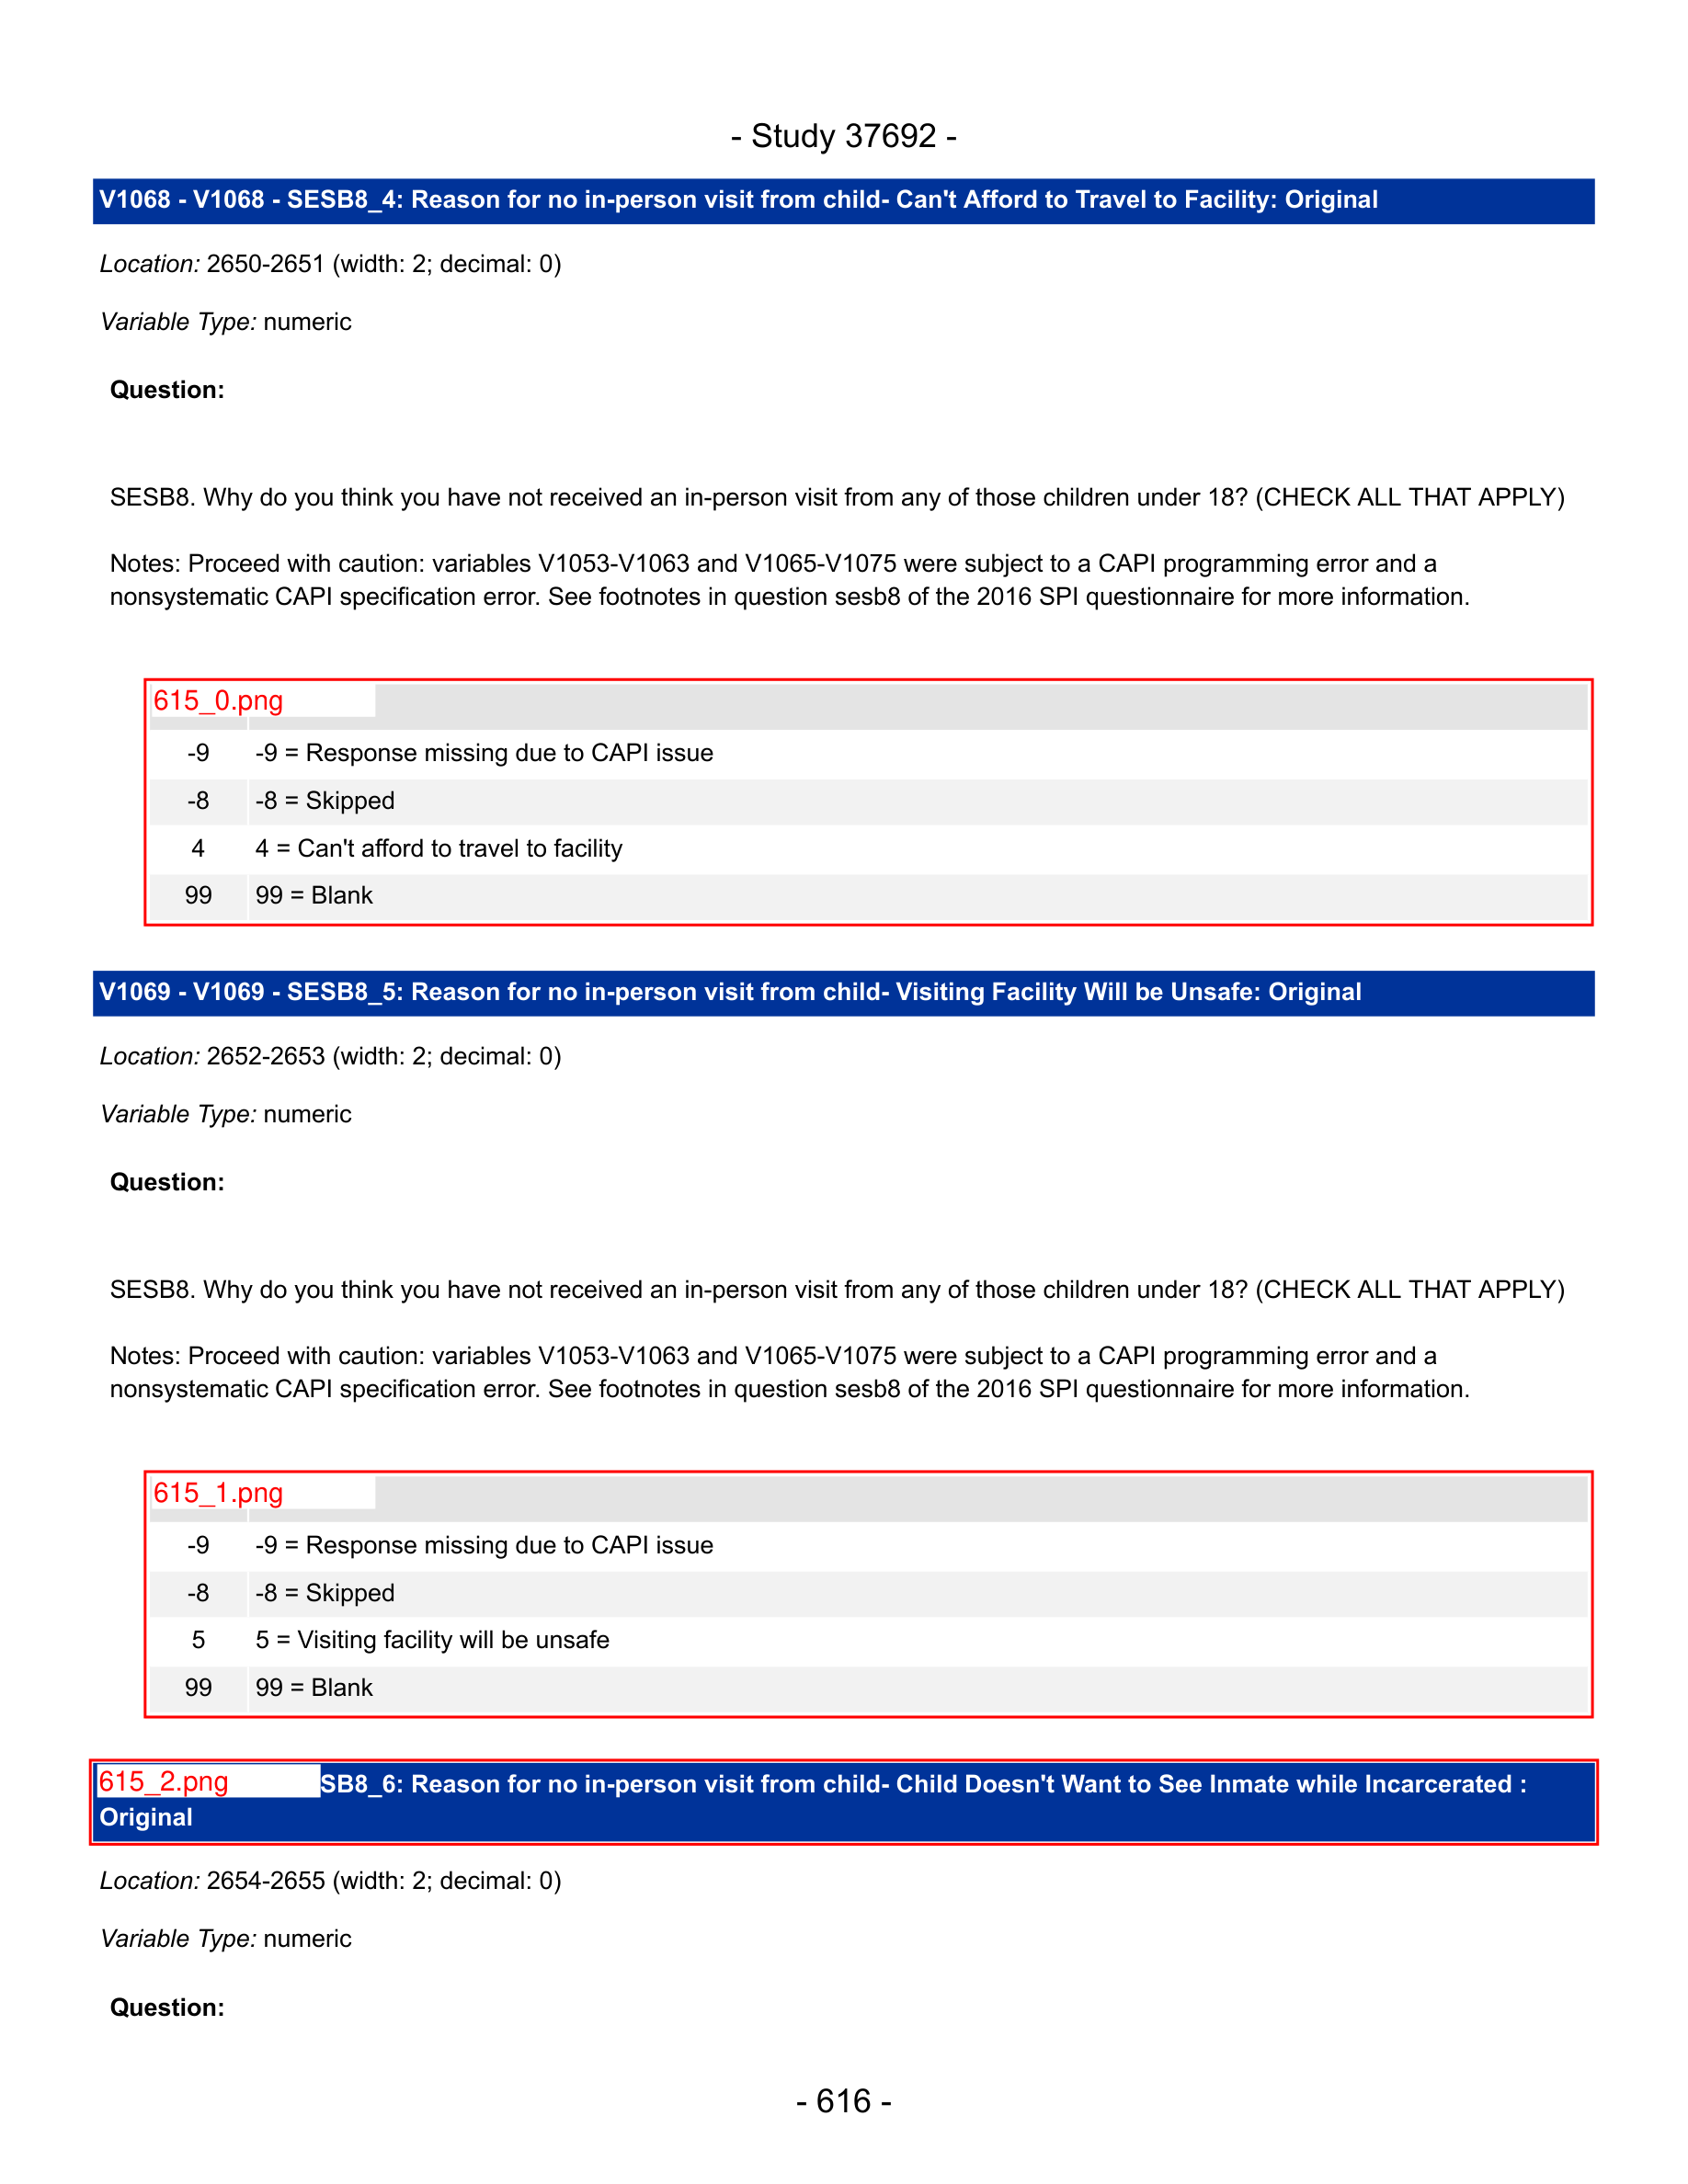 - Study 37692 -
V1068 - V1068 - SESB8_4: Reason for no in-person visit from child- Can't Afford to Travel to Facility: Original
Location: 2650-2651 (width: 2; decimal: 0)
Variable Type: numeric
Question:
SESB8. Why do you think you have not received an in-person visit from any of those children under 18? (CHECK ALL THAT APPLY)
Notes: Proceed with caution: variables V1053-V1063 and V1065-V1075 were subject to a CAPI programming error and a
nonsystematic CAPI specification error. See footnotes in question sesb8 of the 2016 SPI questionnaire for more information.
615_0.png
-9 -9 = Response missing due to CAPI issue
-8 -8 = Skipped
4 4 = Can't afford to travel to facility
99 99 = Blank
V1069 - V1069 - SESB8_5: Reason for no in-person visit from child- Visiting Facility Will be Unsafe: Original
Location: 2652-2653 (width: 2; decimal: 0)
Variable Type: numeric
Question:
SESB8. Why do you think you have not received an in-person visit from any of those children under 18? (CHECK ALL THAT APPLY)
Notes: Proceed with caution: variables V1053-V1063 and V1065-V1075 were subject to a CAPI programming error and a
nonsystematic CAPI specification error. See footnotes in question sesb8 of the 2016 SPI questionnaire for more information.
615_1.png
-9 -9 = Response missing due to CAPI issue
-8 -8 = Skipped
5 5 = Visiting facility will be unsafe
99 99 = Blank
615_2.png SB8_6: Reason for no in-person visit from child- Child Doesn't Want to See Inmate while Incarcerated :
Original
Location: 2654-2655 (width: 2; decimal: 0)
Variable Type: numeric
Question:
- 616 -